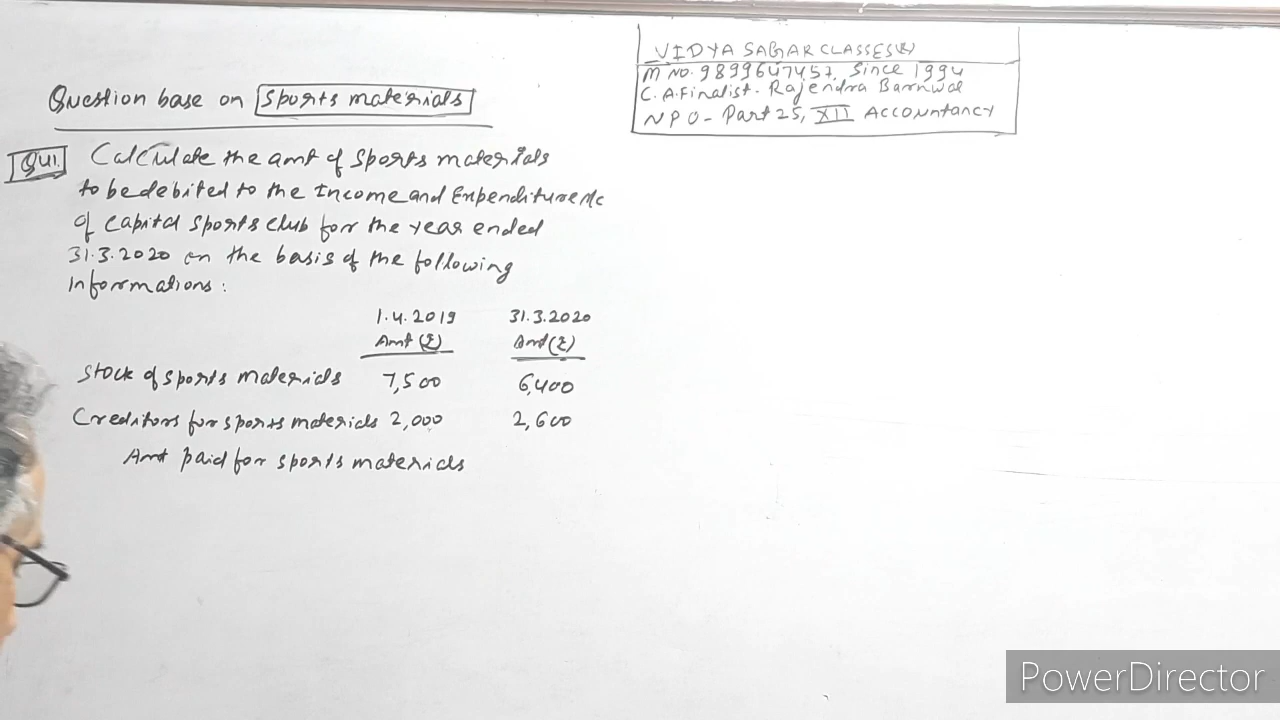 VIDYA SAGAR CLASSES
M NO. 9899647457, Since 1994
C.A. Finalist. Rajendra Barnwal
NPO - Part 25, XII Accountancy
Question base on Sports materials
Q41. Calculate the amt of Sports materials
to be debited to the Income and Expenditure A/c
of Capital Sports Club for the year ended
31.3.2020 on the basis of the following
Informations:
1.4.2019 31.3.2020
Amt (₹) Amt (₹)
Stock of sports materials 7,500 6,400
Creditors for sports materials 2,000 2,600
Amt paid for sports materials
PowerDirector